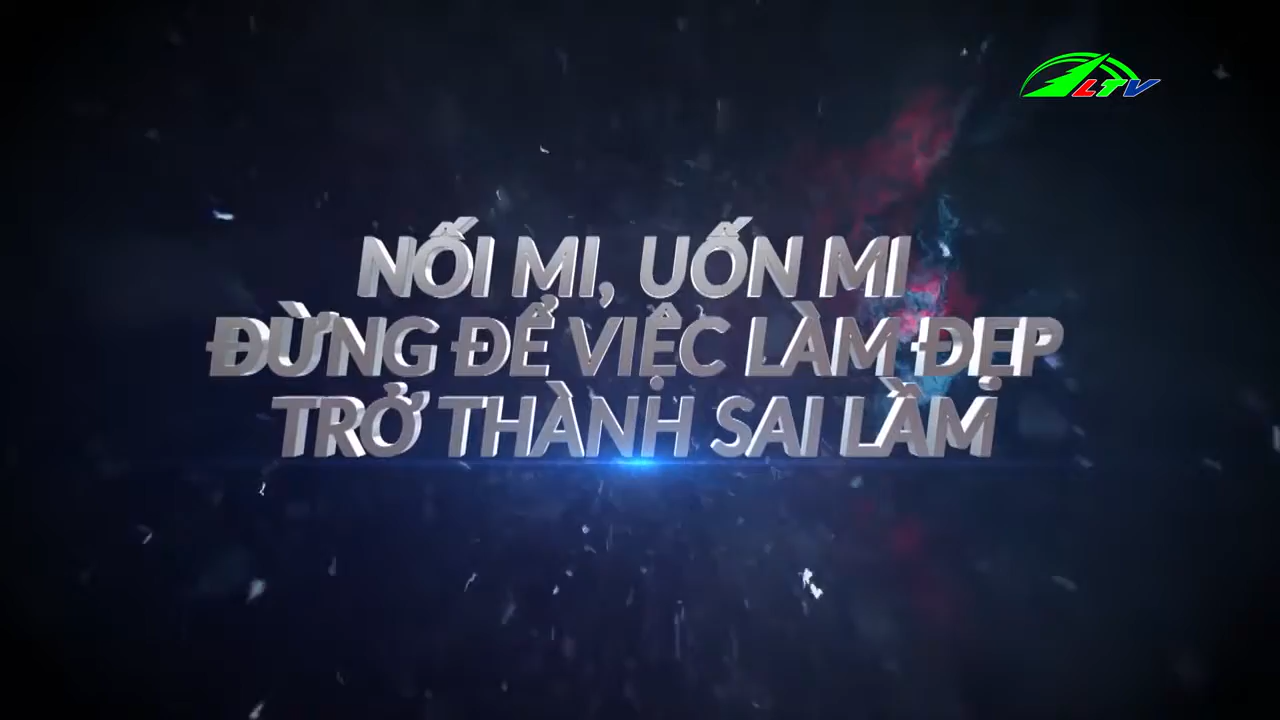 LTV
NỐI MI, UỐN MI
ĐỪNG ĐỂ VIỆC LÀM ĐẸP
TRỞ THÀNH SAI LẦM